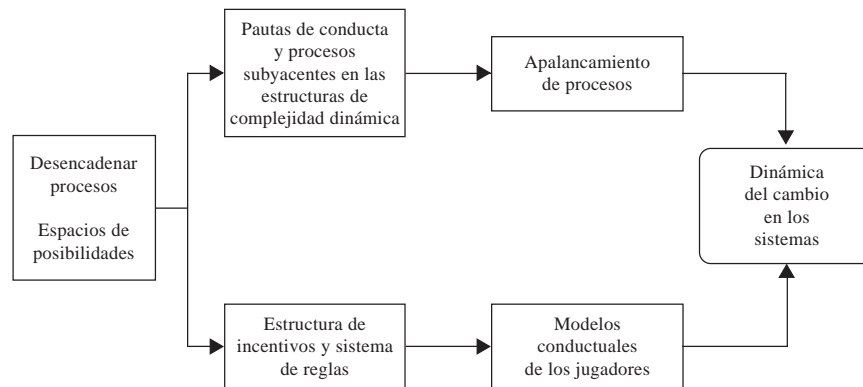 Desencadenar
procesos
Espacios de
posibilidades
Pautas de conducta
y procesos
subyacentes en las
estructuras de
complejidad dinámica
Apalancamiento
de procesos
Estructura de
incentivos y sistema
de reglas
Modelos
conductuales
de los jugadores
Dinámica
del cambio
en los
sistemas